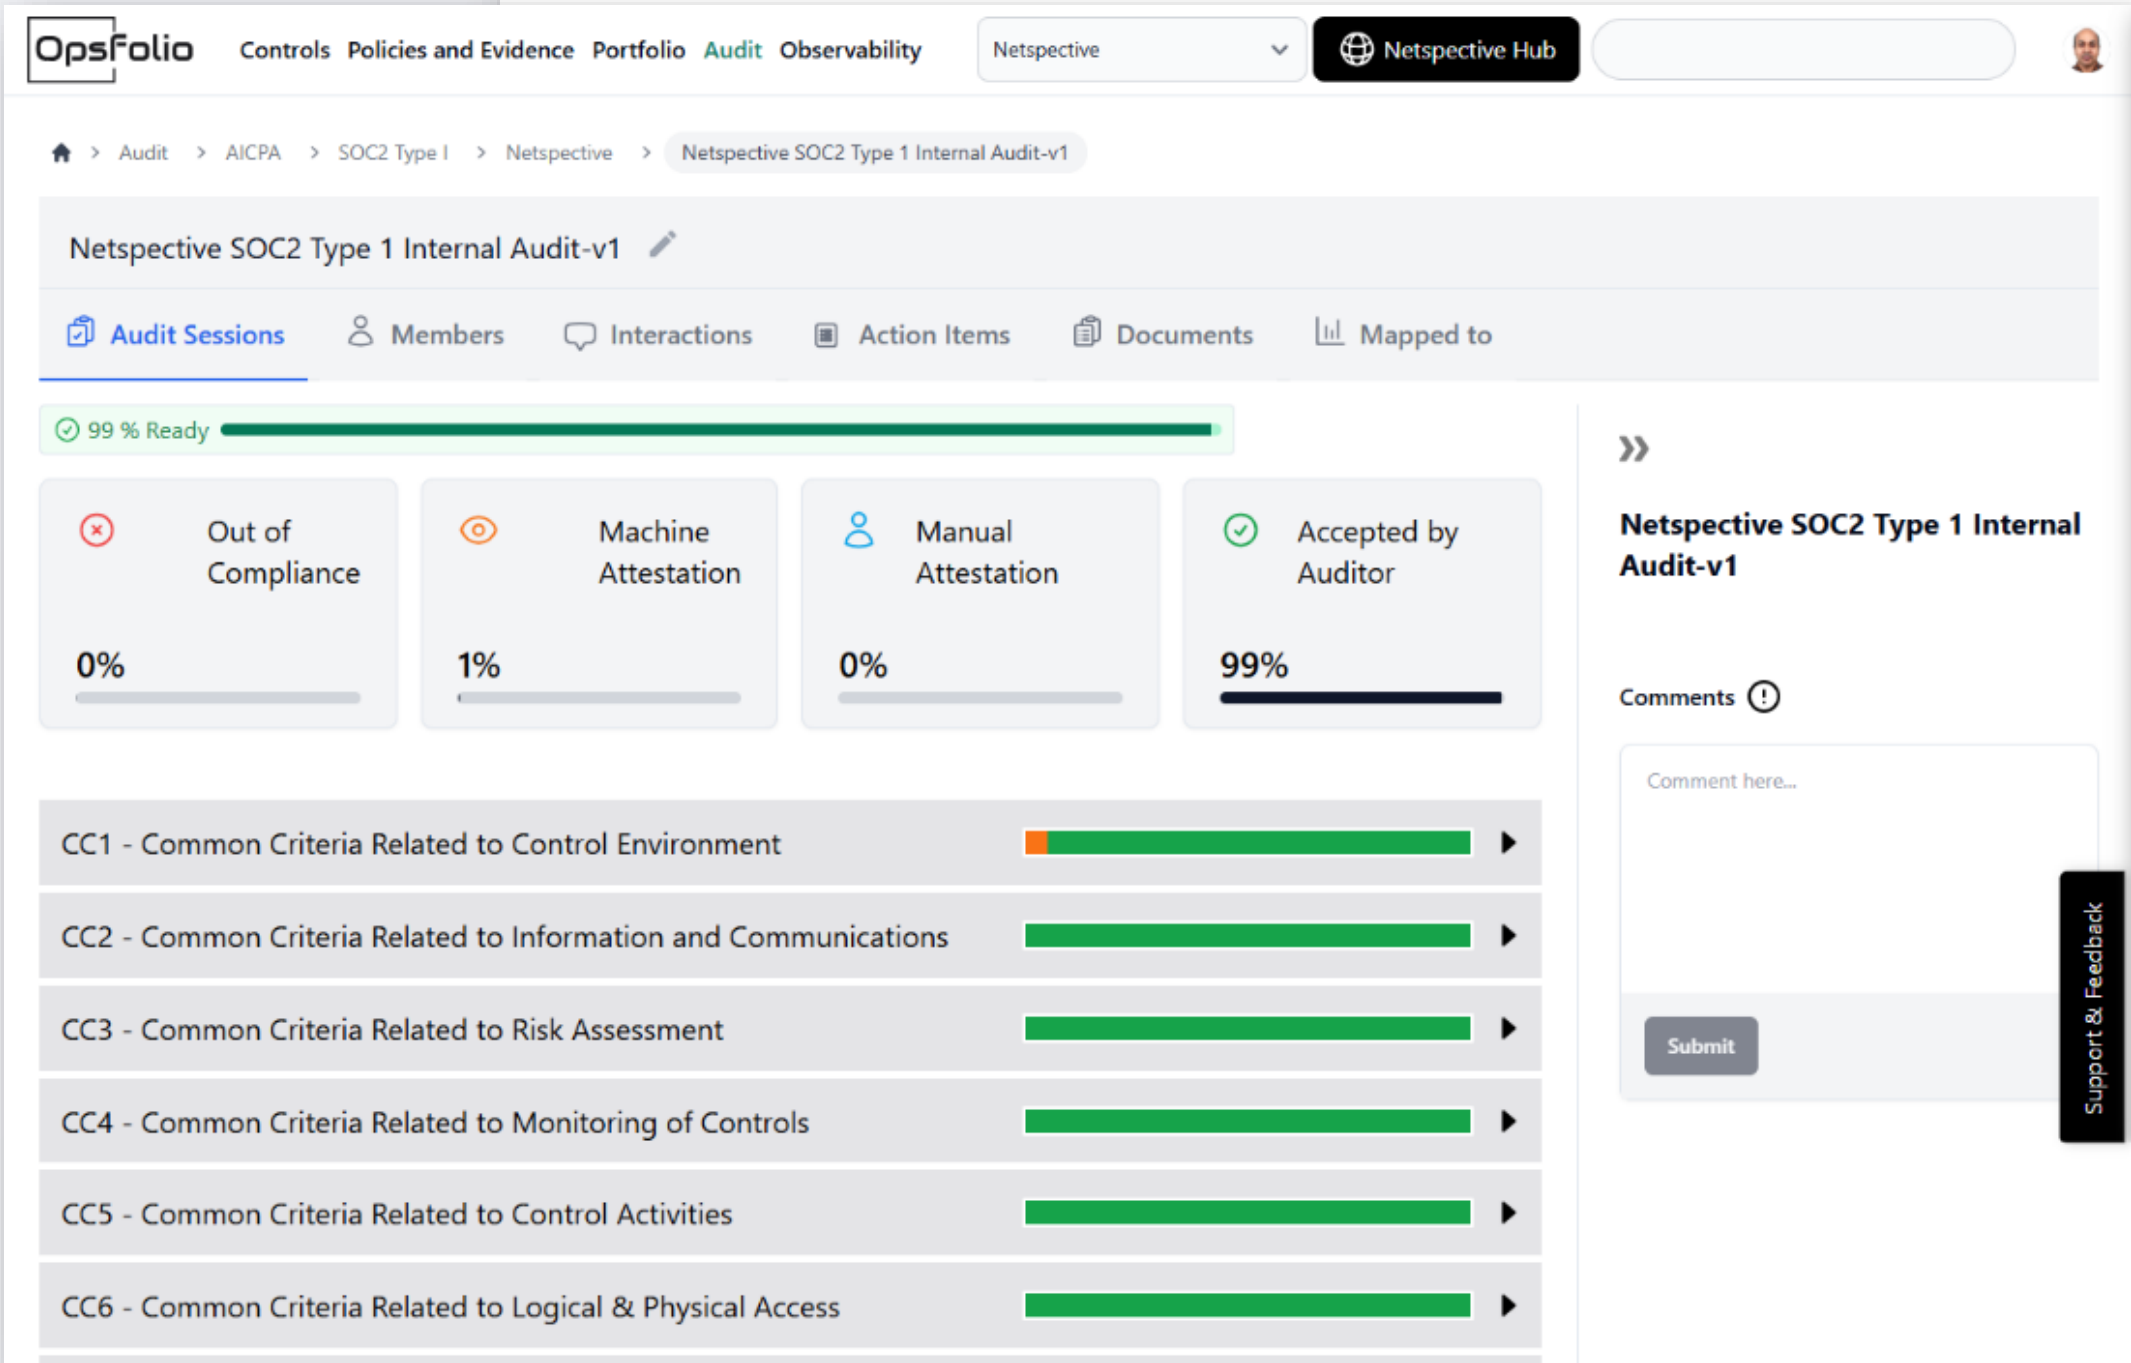 Opsfolio
Controls Policies and Evidence Portfolio Audit Observability
Netspective
Netspective Hub
Audit > AICPA > SOC2 Type I > Netspective > Netspective SOC2 Type 1 Internal Audit-v1
Netspective SOC2 Type 1 Internal Audit-v1
Audit Sessions
Members
Interactions
Action Items
Documents
Mapped to
99 % Ready
Out of
Compliance
0%
Machine
Attestation
1%
Manual
Attestation
0%
Accepted by
Auditor
99%
CC1 - Common Criteria Related to Control Environment
CC2 - Common Criteria Related to Information and Communications
CC3 - Common Criteria Related to Risk Assessment
CC4 - Common Criteria Related to Monitoring of Controls
CC5 - Common Criteria Related to Control Activities
CC6 - Common Criteria Related to Logical & Physical Access
Netspective SOC2 Type 1 Internal
Audit-v1
Comments
Comment here...
Submit
Support & Feedback